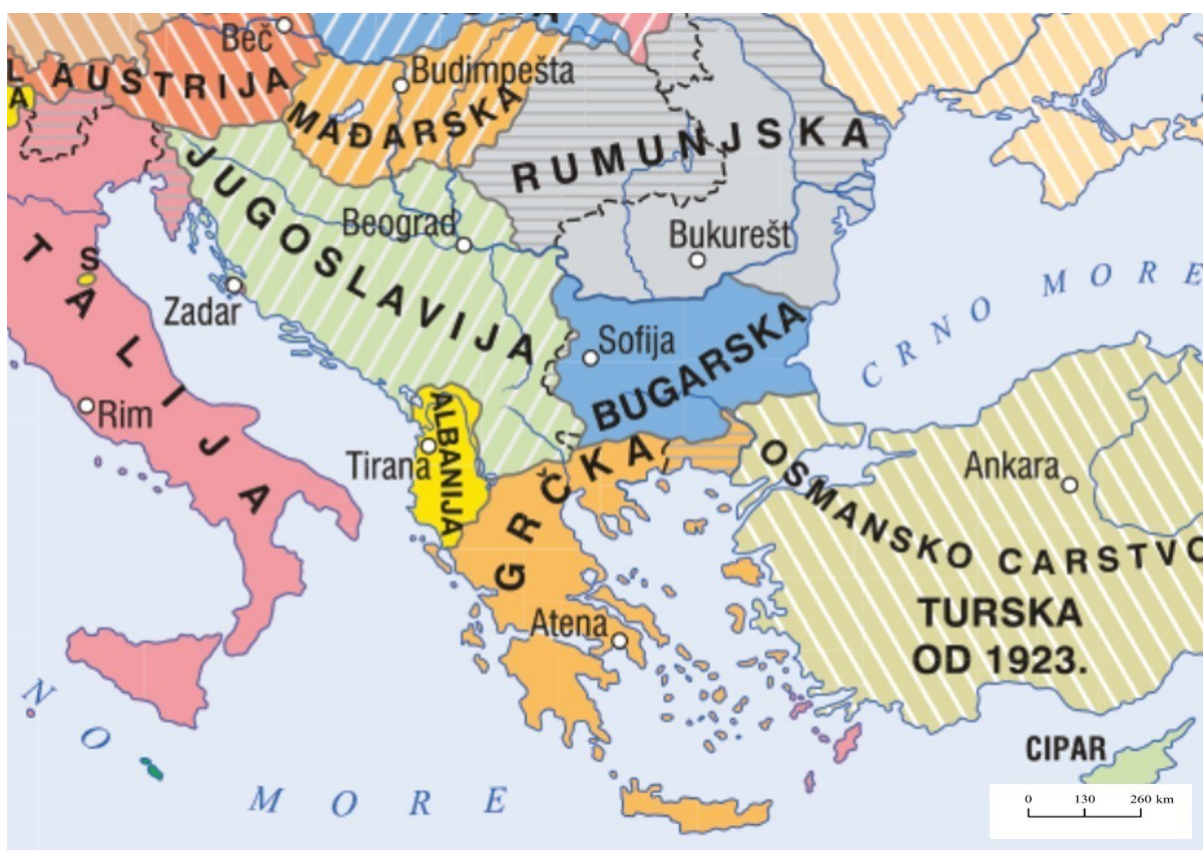 Beč
L AUSTRIJA
A
Budimpešta
MAĐARSKA
RUMUNJSKA
JUGOSLAVIJA
Beograd
Bukurešt
S
TALIJA
Zadar
Sofija
BUGARSKA
CRNO MORE
Rim
ALBANIJA
Tirana
GRČKA
Ankara
OSMANSKO CARSTVO
TURSKA
OD 1923.
Atena
NO MORE
CIPAR
0 130 260 km